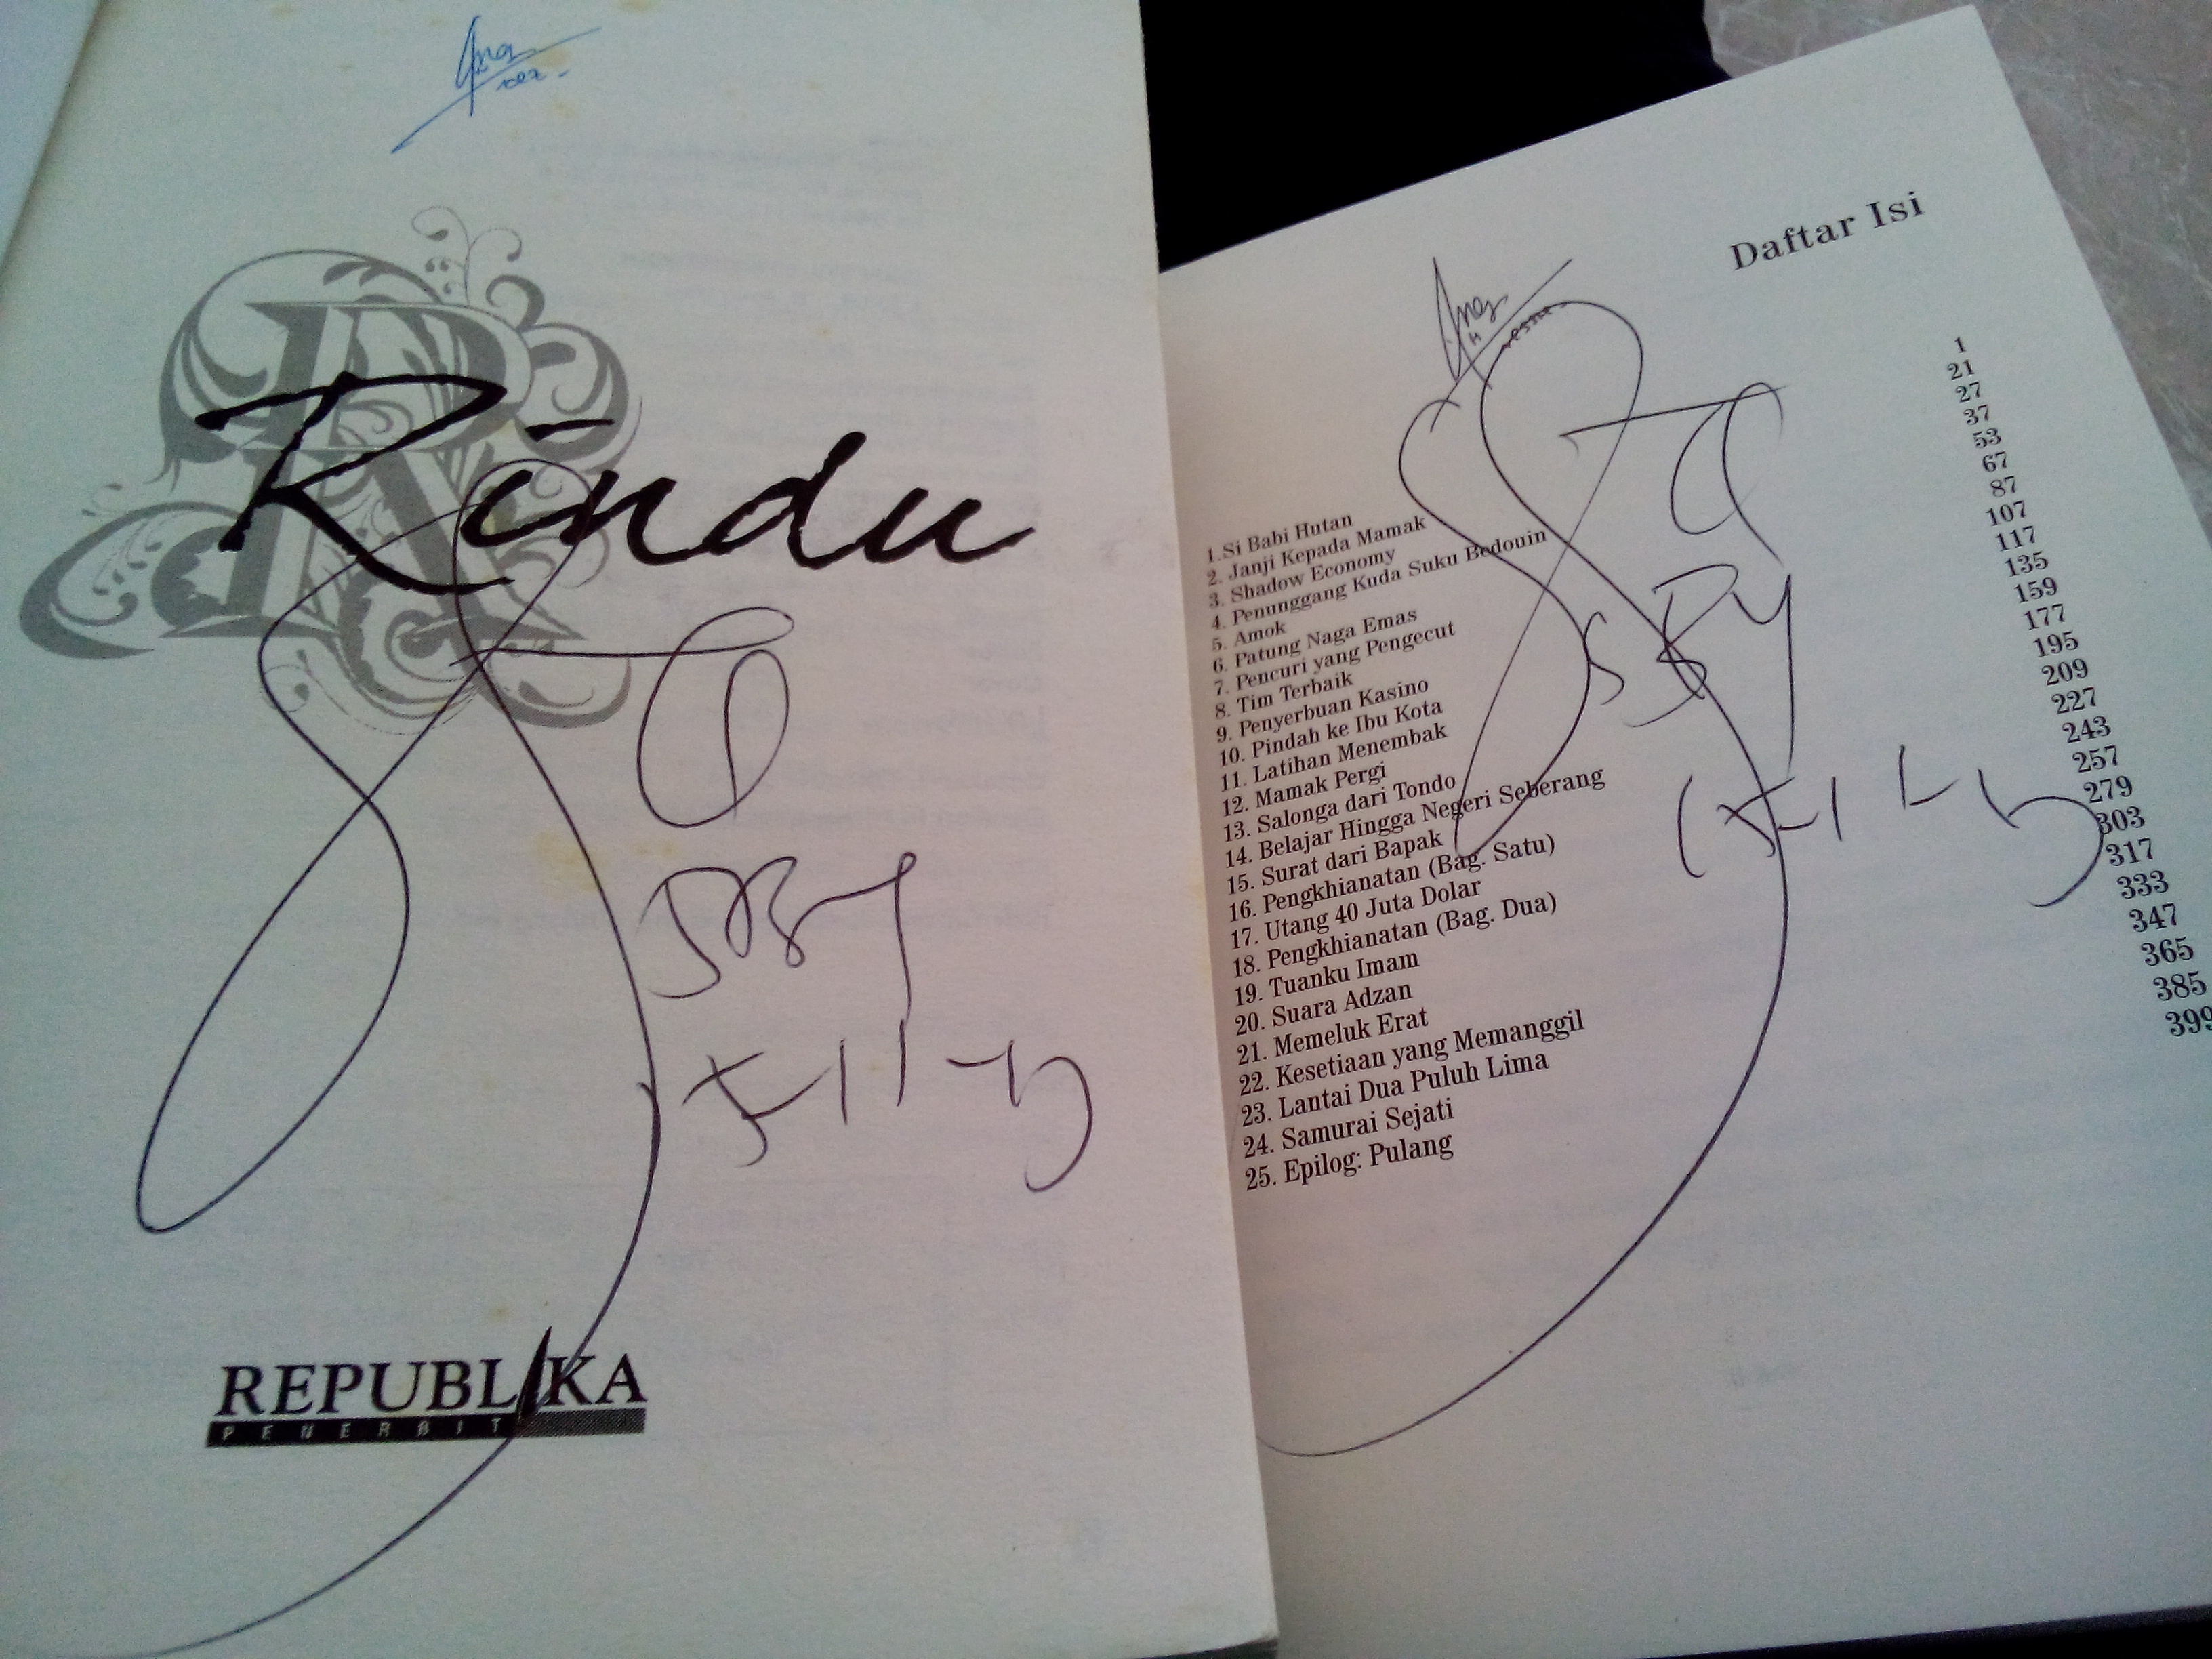 Rindu
REPUBLIKA
PENERBIT
Daftar Isi
1.Si Babi Hutan 1
2. Janji Kepada Mamak 21
3. Shadow Economy 27
4. Penunggang Kuda Suku Bedouin 37
5. Amok 53
6. Patung Naga Emas 67
7. Pencuri yang Pengecut 87
8. Tim Terbaik 107
9. Penyerbuan Kasino 117
10. Pindah ke Ibu Kota 135
11. Latihan Menembak 159
12. Mamak Pergi 177
13. Salonga dari Tondo 195
14. Belajar Hingga Negeri Seberang 209
15. Surat dari Bapak 227
16. Pengkhianatan (Bag. Satu) 243
17. Utang 40 Juta Dolar 257
18. Pengkhianatan (Bag. Dua) 279
19. Tuanku Imam 303
20. Suara Adzan 317
21. Memeluk Erat 333
22. Kesetiaan yang Memanggil 347
23. Lantai Dua Puluh Lima 365
24. Samurai Sejati 385
25. Epilog: Pulang 399